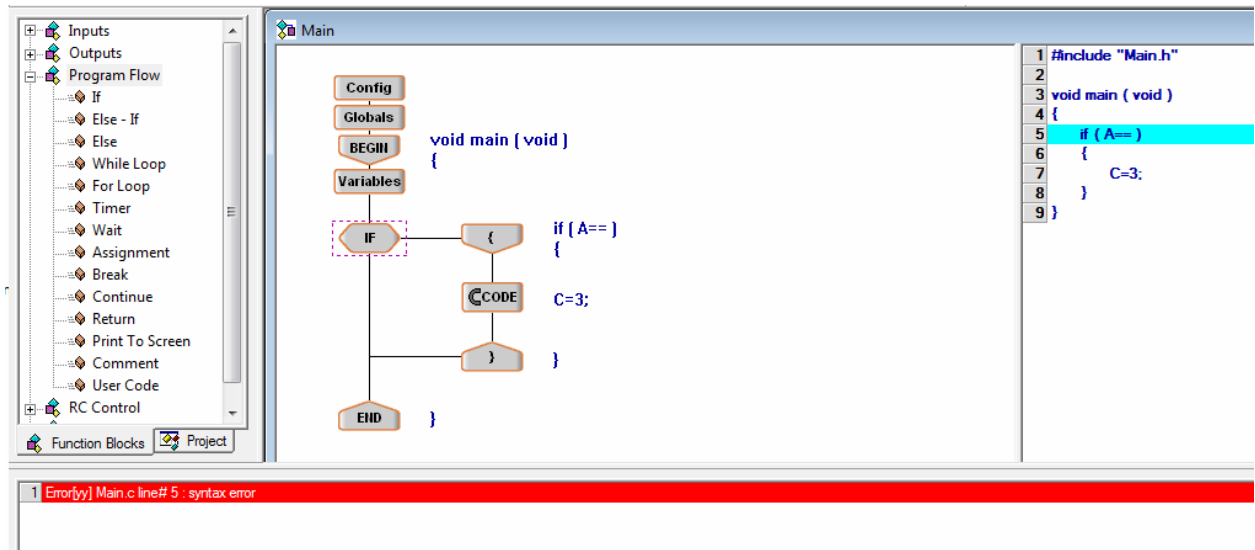 Inputs
Outputs
Program Flow
If
Else - If
Else
While Loop
For Loop
Timer
Wait
Assignment
Break
Continue
Return
Print To Screen
Comment
User Code
RC Control
Function Blocks
Project
Main
Config
Globals
BEGIN
void main ( void )
{
Variables
IF
{
if ( A== )
{
CCODE
C=3;
}
}
END
}
1 #include "Main.h"
2
3 void main ( void )
4 {
5 if ( A== )
6 {
7 C=3;
8 }
9 }
1 Error[yy] Main.c line# 5 : syntax error